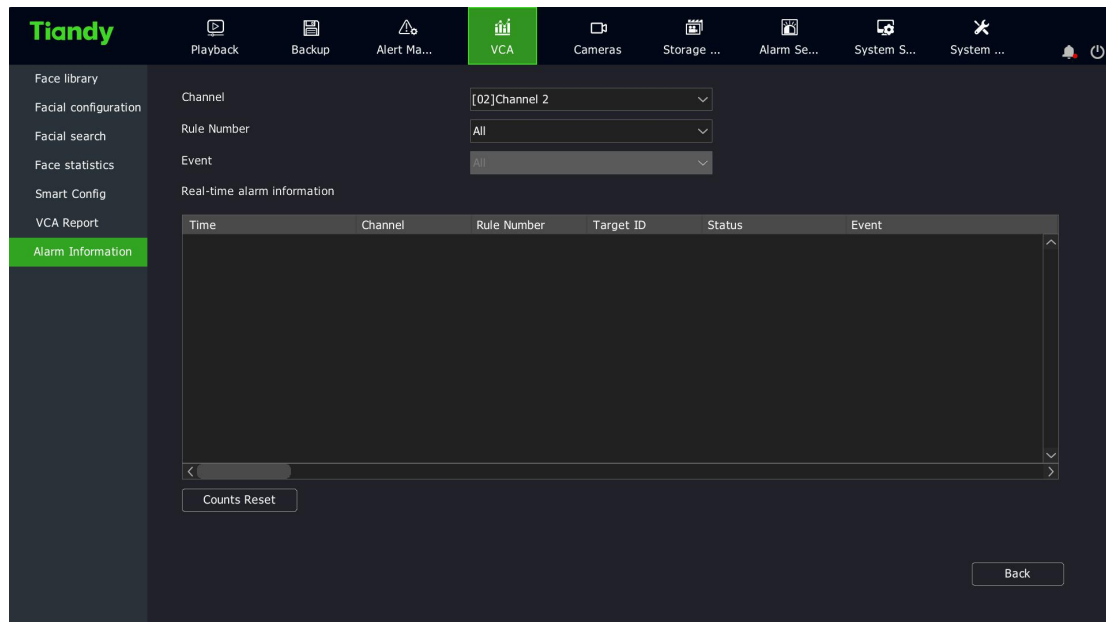 Tiandy
Playback
Backup
Alert Ma...
VCA
Cameras
Storage ...
Alarm Se...
System S...
System ...
Face library
Facial configuration
Facial search
Face statistics
Smart Config
VCA Report
Alarm Information
Channel
[02]Channel 2
Rule Number
All
Event
All
Real-time alarm information
Time Channel Rule Number Target ID Status Event
Counts Reset
Back